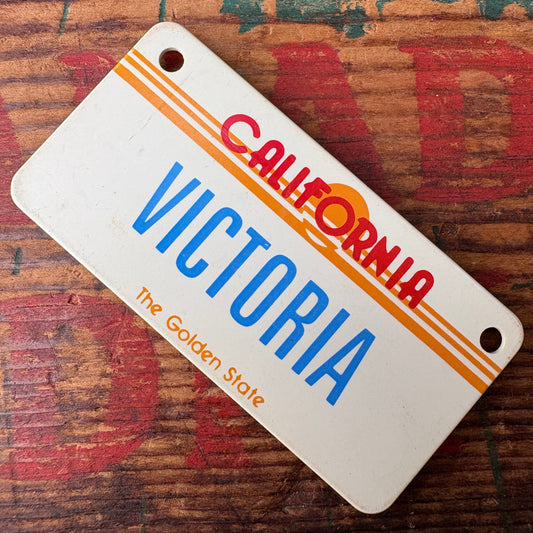 CALIFORNIA
VICTORIA
The Golden State